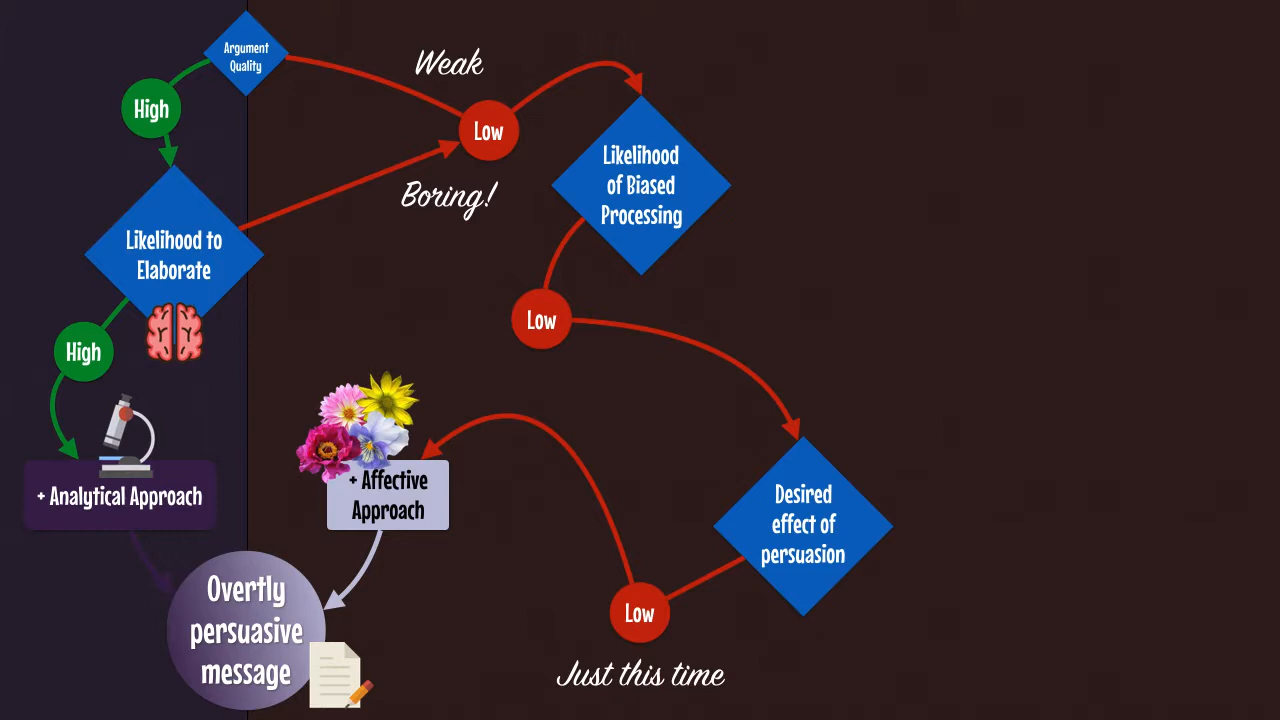 Argument
Quality
Weak
High
Low
Likelihood
of Biased
Processing
Boring!
Likelihood to
Elaborate
Low
High
+ Affective
Approach
+ Analytical Approach
Desired
effect of
persuasion
Overtly
persuasive
message
Low
Just this time